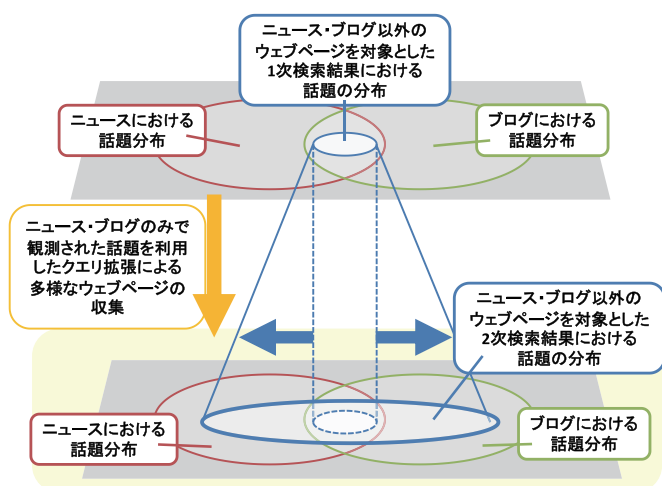 ニュース・ブログ以外の
ウェブページを対象とした
1次検索結果における
話題の分布
ニュースにおける
話題分布
ブログにおける
話題分布
ニュース・ブログのみで
観測された話題を利用
したクエリ拡張による
多様なウェブページの
収集
ニュース・ブログ以外の
ウェブページを対象とした
2次検索結果における
話題の分布
ニュースにおける
話題分布
ブログにおける
話題分布